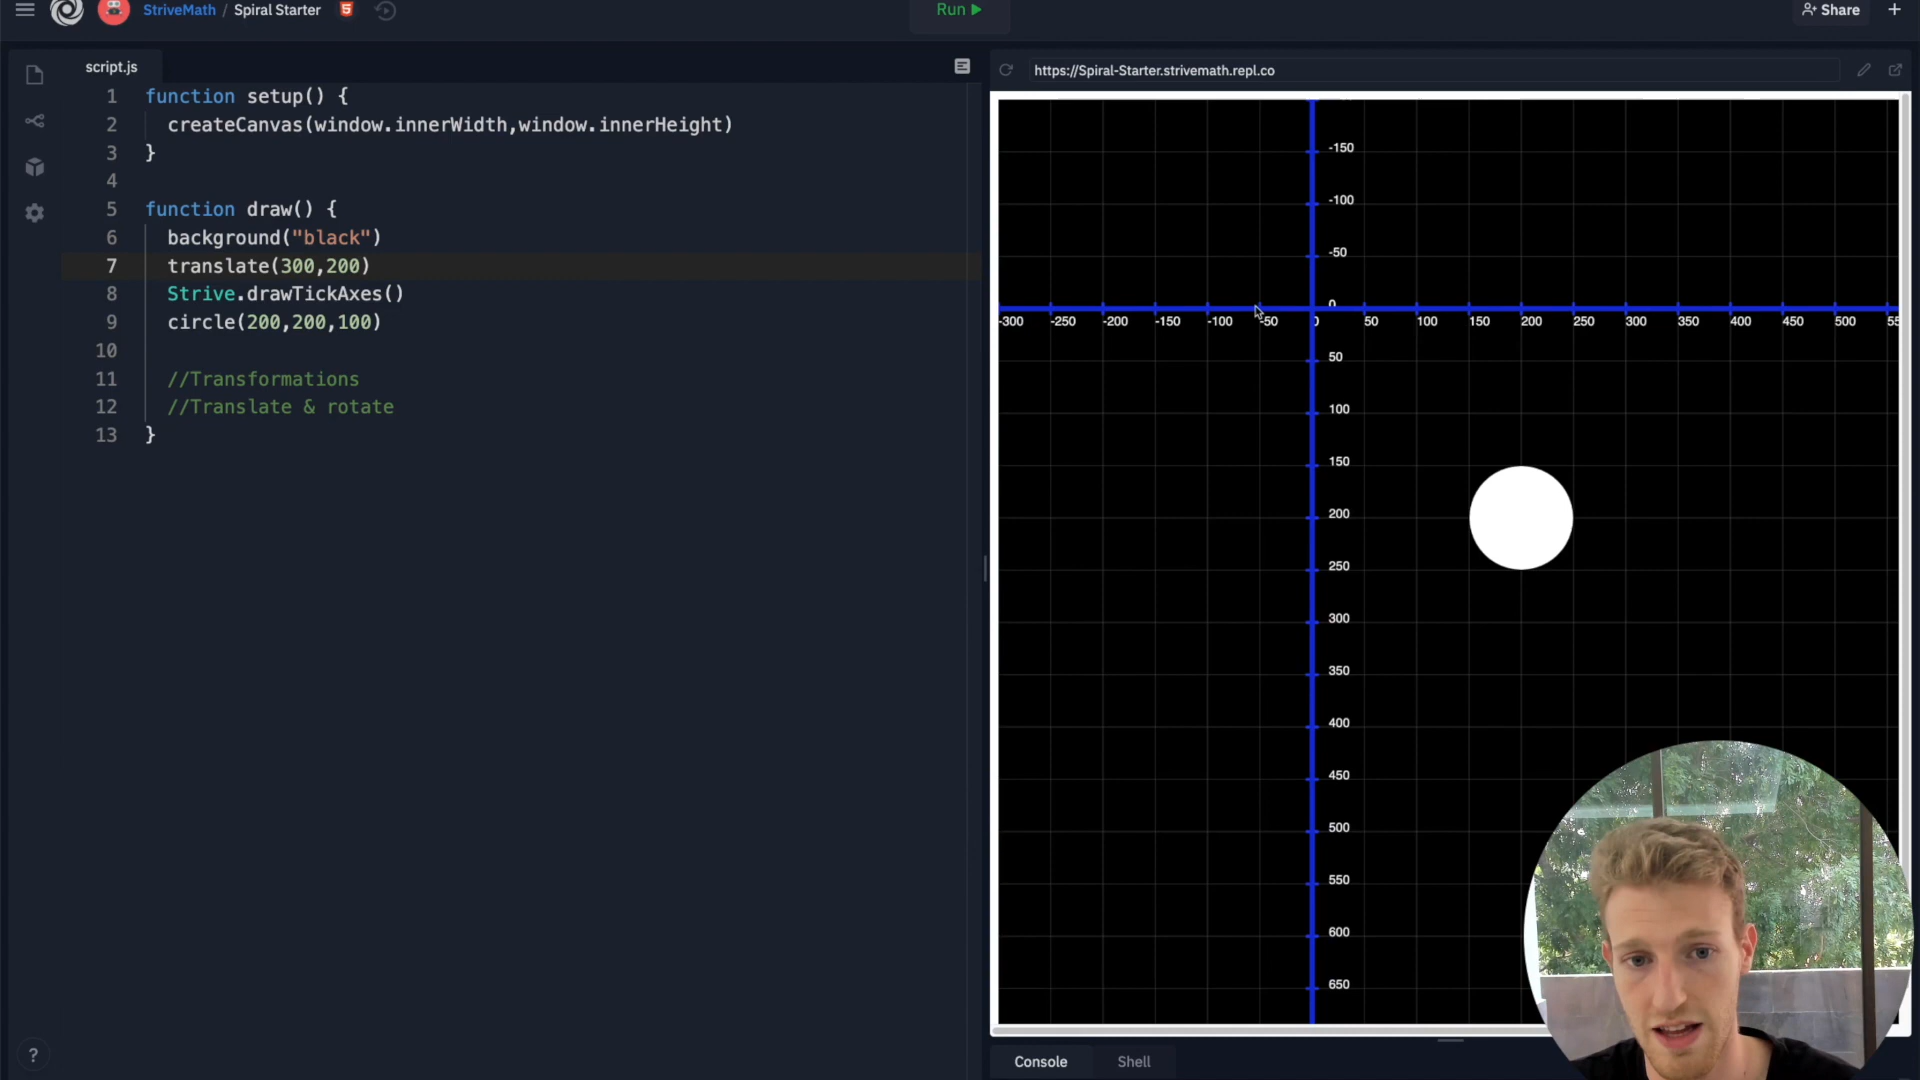 StriveMath / Spiral Starter
Run
Share
script.js
https://Spiral-Starter.strivemath.repl.co
1 function setup() {
2 createCanvas(window.innerWidth,window.innerHeight)
3 }
4
5 function draw() {
6 background("black")
7 translate(300,200)
8 Strive.drawTickAxes()
9 circle(200,200,100)
10
11 //Transformations
12 //Translate & rotate
13 }
-150
-100
-50
0
-300 -250 -200 -150 -100 -50 0 50 100 150 200 250 300 350 400 450 500
50
100
150
200
250
300
350
400
450
500
550
600
650
?
Console Shell